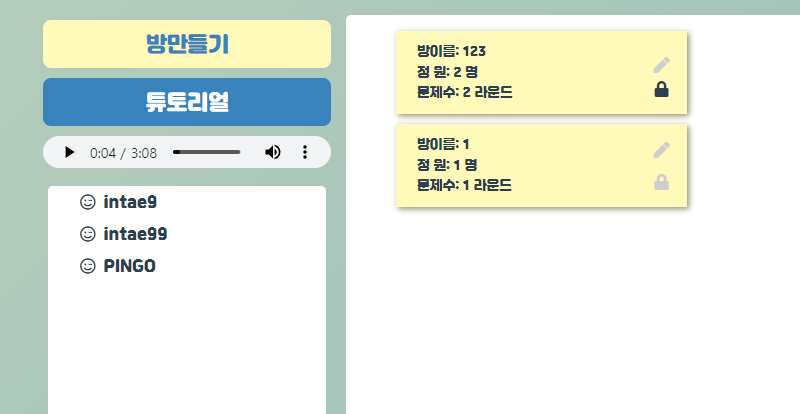 방만들기
튜토리얼
0:04 / 3:08
intae9
intae99
PINGO
방이름: 123
정 원: 2 명
문제수: 2 라운드
방이름: 1
정 원: 1 명
문제수: 1 라운드